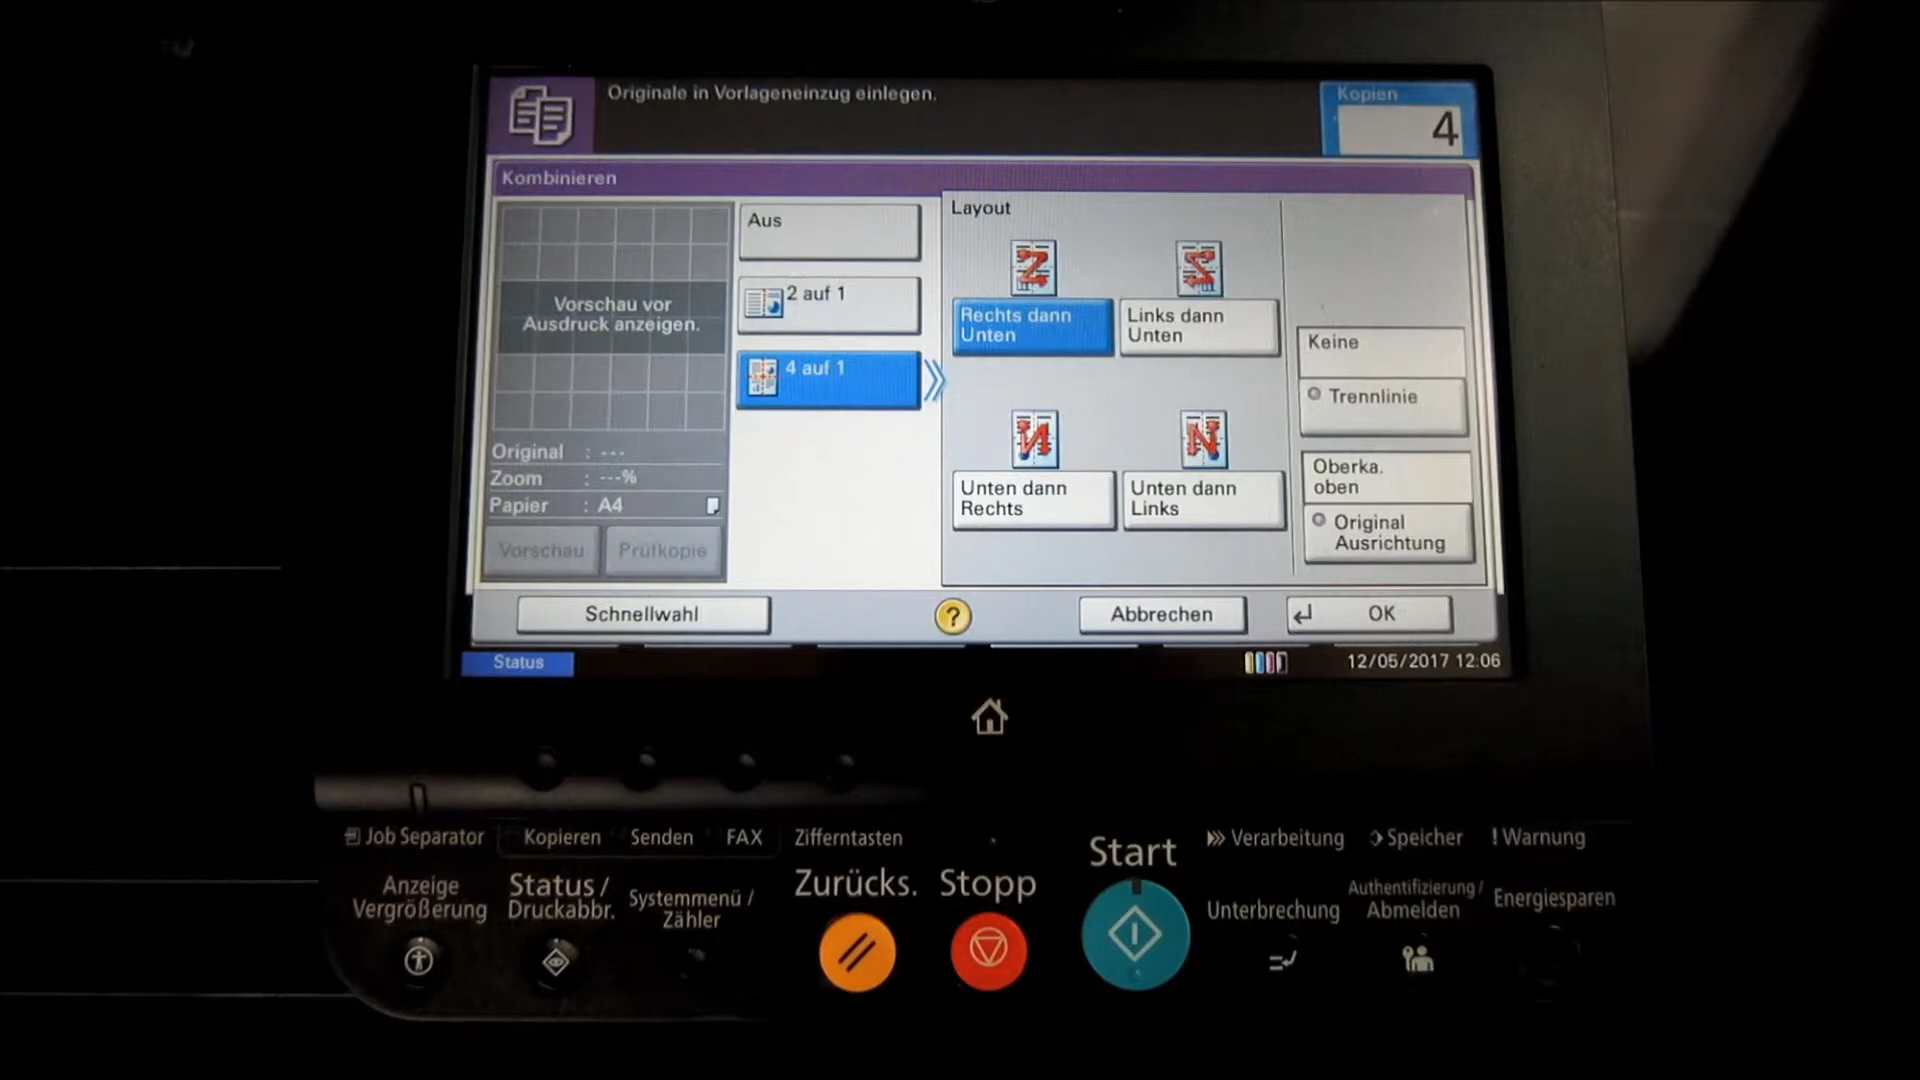 Originale in Vorlageneinzug einlegen.
Kopien
4
Kombinieren
Vorschau vor
Ausdruck anzeigen.
Original : ---
Zoom : ---%
Papier : A4
Vorschau
Prüfkopie
Aus
2 auf 1
4 auf 1
Layout
Rechts dann
Unten
Links dann
Unten
Unten dann
Rechts
Unten dann
Links
Keine
Trennlinie
Oberka.
oben
Original
Ausrichtung
Schnellwahl
?
Abbrechen
OK
Status
12/05/2017 12:06
Job Separator
Kopieren
Senden
FAX
Zifferntasten
Start
Verarbeitung
Speicher
! Warnung
Anzeige
Vergrößerung
Status /
Druckabbr.
Systemmenü /
Zähler
Zurücks.
Stopp
Unterbrechung
Authentifizierung /
Abmelden
Energiesparen